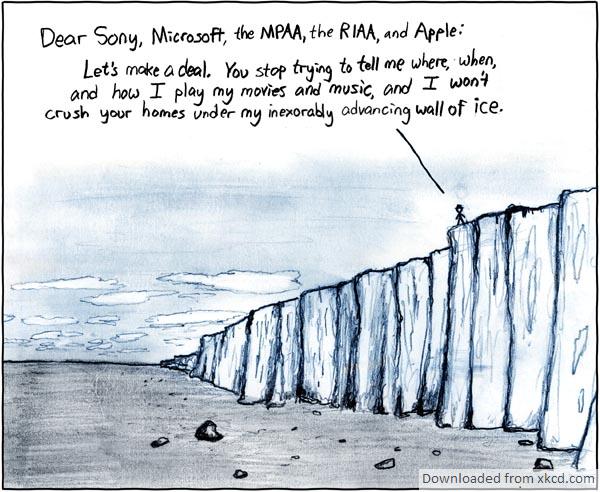 Dear Sony, Microsoft, the MPAA, the RIAA, and Apple:
Let's make a deal. You stop trying to tell me where, when,
and how I play my movies and music, and I won't
crush your homes under my inexorably advancing wall of ice.
Downloaded from xkcd.com